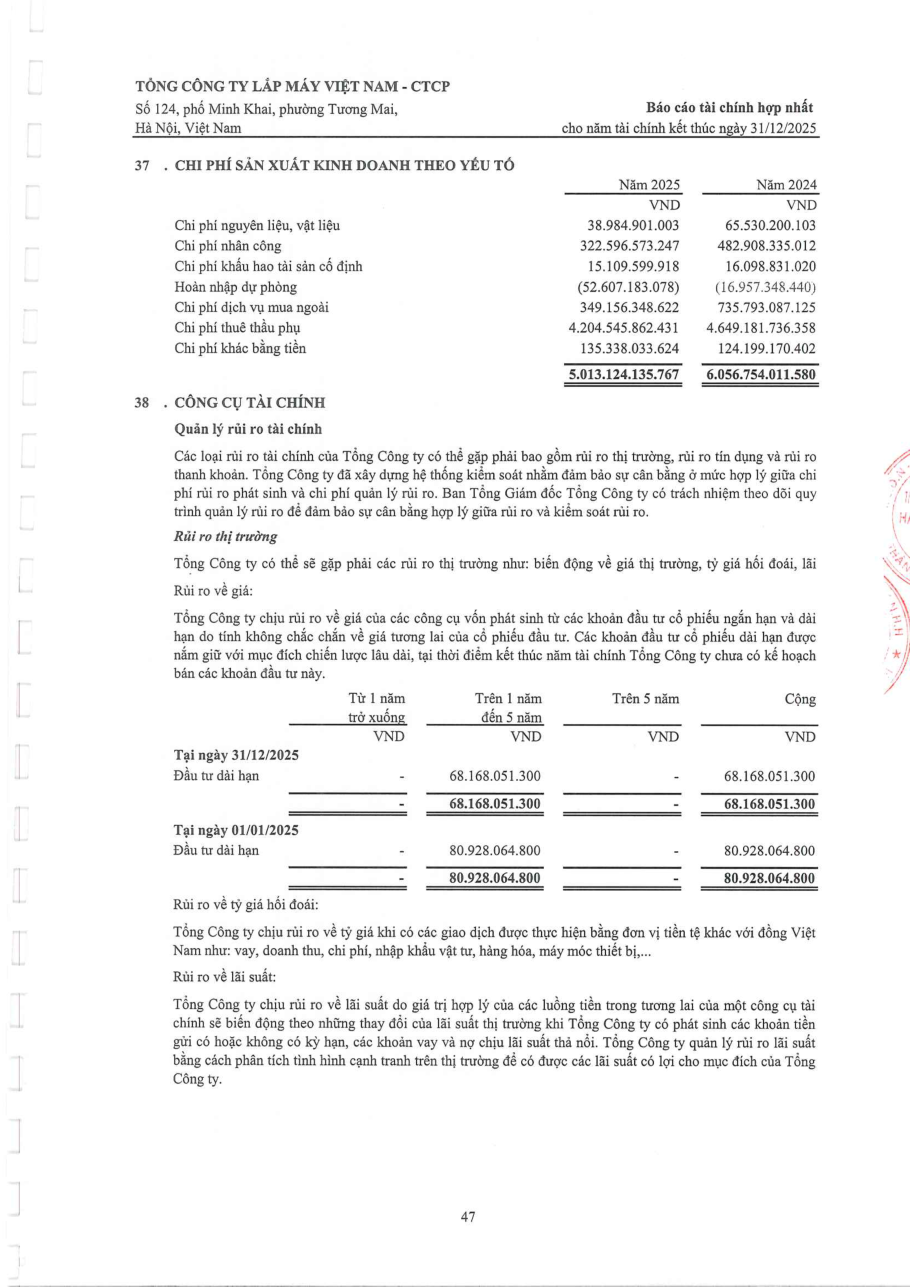 TỔNG CÔNG TY LẮP MÁY VIỆT NAM - CTCP
Số 124, phố Minh Khai, phường Tương Mai,
Hà Nội, Việt Nam
Báo cáo tài chính hợp nhất
cho năm tài chính kết thúc ngày 31/12/2025
37 . CHI PHÍ SẢN XUẤT KINH DOANH THEO YẾU TỐ
Năm 2025 Năm 2024
VND VND
Chi phí nguyên liệu, vật liệu 38.984.901.003 65.530.200.103
Chi phí nhân công 322.596.573.247 482.908.335.012
Chi phí khấu hao tài sản cố định 15.109.599.918 16.098.831.020
Hoàn nhập dự phòng (52.607.183.078) (16.957.348.440)
Chi phí dịch vụ mua ngoài 349.156.348.622 735.793.087.125
Chi phí thuê thầu phụ 4.204.545.862.431 4.649.181.736.358
Chi phí khác bằng tiền 135.338.033.624 124.199.170.402
5.013.124.135.767 6.056.754.011.580
38 . CÔNG CỤ TÀI CHÍNH
Quản lý rủi ro tài chính
Các loại rủi ro tài chính của Tổng Công ty có thể gặp phải bao gồm rủi ro thị trường, rủi ro tín dụng và rủi ro
thanh khoản. Tổng Công ty đã xây dựng hệ thống kiểm soát nhằm đảm bảo sự cân bằng ở mức hợp lý giữa chi
phí rủi ro phát sinh và chi phí quản lý rủi ro. Ban Tổng Giám đốc Tổng Công ty có trách nhiệm theo dõi quy
trình quản lý rủi ro để đảm bảo sự cân bằng hợp lý giữa rủi ro và kiểm soát rủi ro.
Rủi ro thị trường
Tổng Công ty có thể sẽ gặp phải các rủi ro thị trường như: biến động về giá thị trường, tỷ giá hối đoái, lãi
Rủi ro về giá:
Tổng Công ty chịu rủi ro về giá của các công cụ vốn phát sinh từ các khoản đầu tư cổ phiếu ngắn hạn và dài
hạn do tính không chắc chắn về giá tương lai của cổ phiếu đầu tư. Các khoản đầu tư cổ phiếu dài hạn được
nắm giữ với mục đích chiến lược lâu dài, tại thời điểm kết thúc năm tài chính Tổng Công ty chưa có kế hoạch
bán các khoản đầu tư này.
Từ 1 năm Trên 1 năm Trên 5 năm Cộng
trở xuống đến 5 năm
VND VND VND VND
Tại ngày 31/12/2025
Đầu tư dài hạn - 68.168.051.300 - 68.168.051.300
- 68.168.051.300 - 68.168.051.300
Tại ngày 01/01/2025
Đầu tư dài hạn - 80.928.064.800 - 80.928.064.800
- 80.928.064.800 - 80.928.064.800
Rủi ro về tỷ giá hối đoái:
Tổng Công ty chịu rủi ro về tỷ giá khi có các giao dịch được thực hiện bằng đơn vị tiền tệ khác với đồng Việt
Nam như: vay, doanh thu, chi phí, nhập khẩu vật tư, hàng hóa, máy móc thiết bị,...
Rủi ro về lãi suất:
Tổng Công ty chịu rủi ro về lãi suất do giá trị hợp lý của các luồng tiền trong tương lai của một công cụ tài
chính sẽ biến động theo những thay đổi của lãi suất thị trường khi Tổng Công ty có phát sinh các khoản tiền
gửi có hoặc không có kỳ hạn, các khoản vay và nợ chịu lãi suất thả nổi. Tổng Công ty quản lý rủi ro lãi suất
bằng cách phân tích tình hình cạnh tranh trên thị trường để có được các lãi suất có lợi cho mục đích của Tổng
Công ty.
47